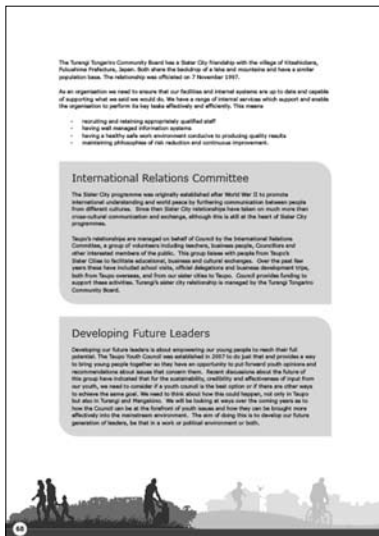 The Turangi Tongariro Community Board has a Sister City friendship with the village of Kitashiobara,
Fukushima Prefecture, Japan. Both share the backdrop of a lake and mountains and have a similar
population base. The relationship was officiated on 7 November 1997.
As an organisation we need to ensure that our facilities and internal systems are up to date and capable
of supporting what we said we would do. We have a range of internal services which support and enable
the organisation to perform its key tasks effectively and efficiently. This means
- recruiting and retaining appropriately qualified staff
- having well managed information systems
- having a healthy safe work environment conducive to producing quality results
- maintaining philosophies of risk reduction and continuous improvement.
International Relations Committee
The Sister City programme was originally established after World War II to promote
international understanding and world peace by furthering communication between people
from different cultures. Since then Sister City relationships have taken on much more than
cross-cultural communication and exchange, although this is still at the heart of Sister City
programmes.
Taupo's relationships are managed on behalf of Council by the International Relations
Committee, a group of volunteers including teachers, business people, Councillors and
other interested members of the public. This group liaises with people from Taupo's
Sister Cities to facilitate educational, business and cultural exchanges. Over the past few
years these have included school visits, official delegations and business development trips,
both from Taupo overseas, and from our sister cities to Taupo. Council provides funding to
support these activities. Turangi's sister city relationship is managed by the Turangi Tongariro
Community Board.
Developing Future Leaders
Developing our future leaders is about empowering our young people to reach their full
potential. The Taupo Youth Council was established in 2007 to do just that and provides a way
to bring young people together so they have an opportunity to put forward youth opinions and
recommendations about issues that concern them. Recent discussions about the future of
this group have indicated that for the sustainability, credibility and effectiveness of input from
our youth, we need to consider if a youth council is the best option or if there are other ways
to achieve the same goal. We need to think about how this could happen, not only in Taupo
but also in Turangi and Mangakino. We will be looking at ways over the coming years as to
how the Council can be at the forefront of youth issues and how they can be brought more
effectively into the mainstream environment. The aim of doing this is to develop our future
generation of leaders, be that in a work or political environment or both.
68